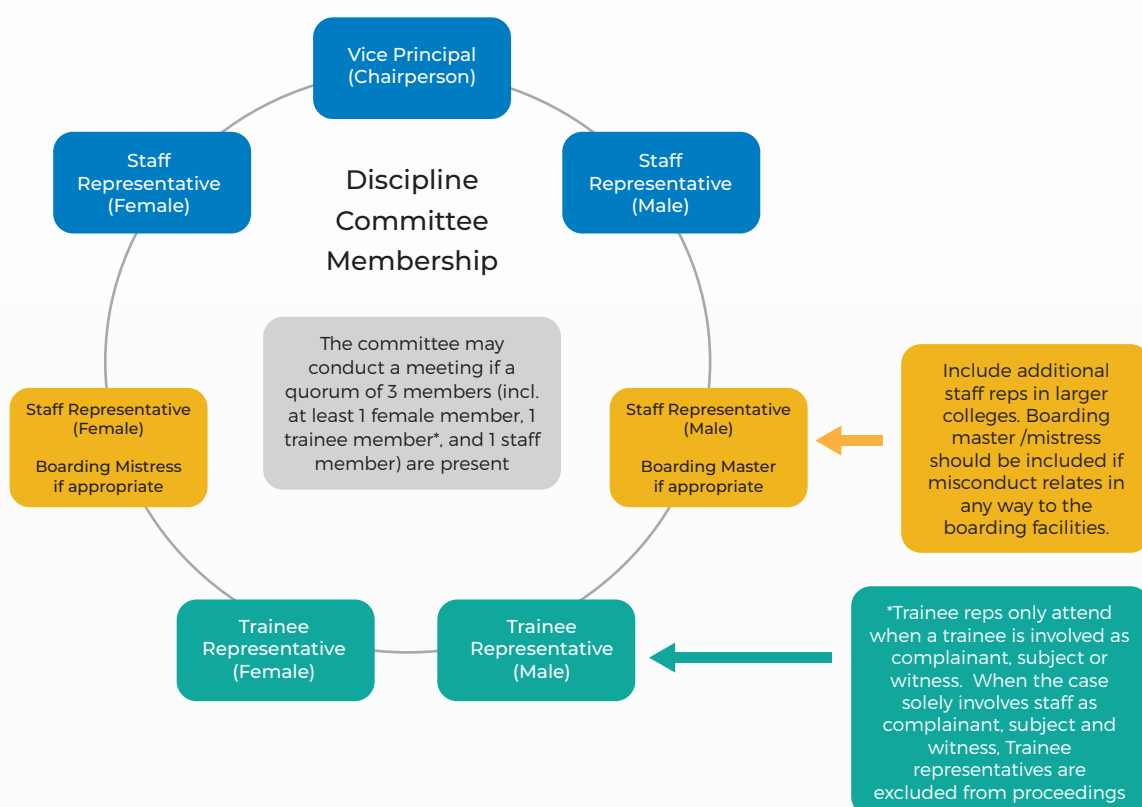 Vice Principal
(Chairperson)
Staff
Representative
(Female)
Staff
Representative
(Male)
Discipline
Committee
Membership
The committee may
conduct a meeting if a
quorum of 3 members (incl.
at least 1 female member, 1
trainee member*, and 1 staff
member) are present
Staff Representative
(Female)
Boarding Mistress
if appropriate
Staff Representative
(Male)
Boarding Master
if appropriate
Include additional
staff reps in larger
colleges. Boarding
master /mistress
should be included if
misconduct relates in
any way to the
boarding facilities.
Trainee
Representative
(Female)
Trainee
Representative
(Male)
*Trainee reps only attend
when a trainee is involved as
complainant, subject or
witness. When the case
solely involves staff as
complainant, subject and
witness, Trainee
representatives are
excluded from proceedings